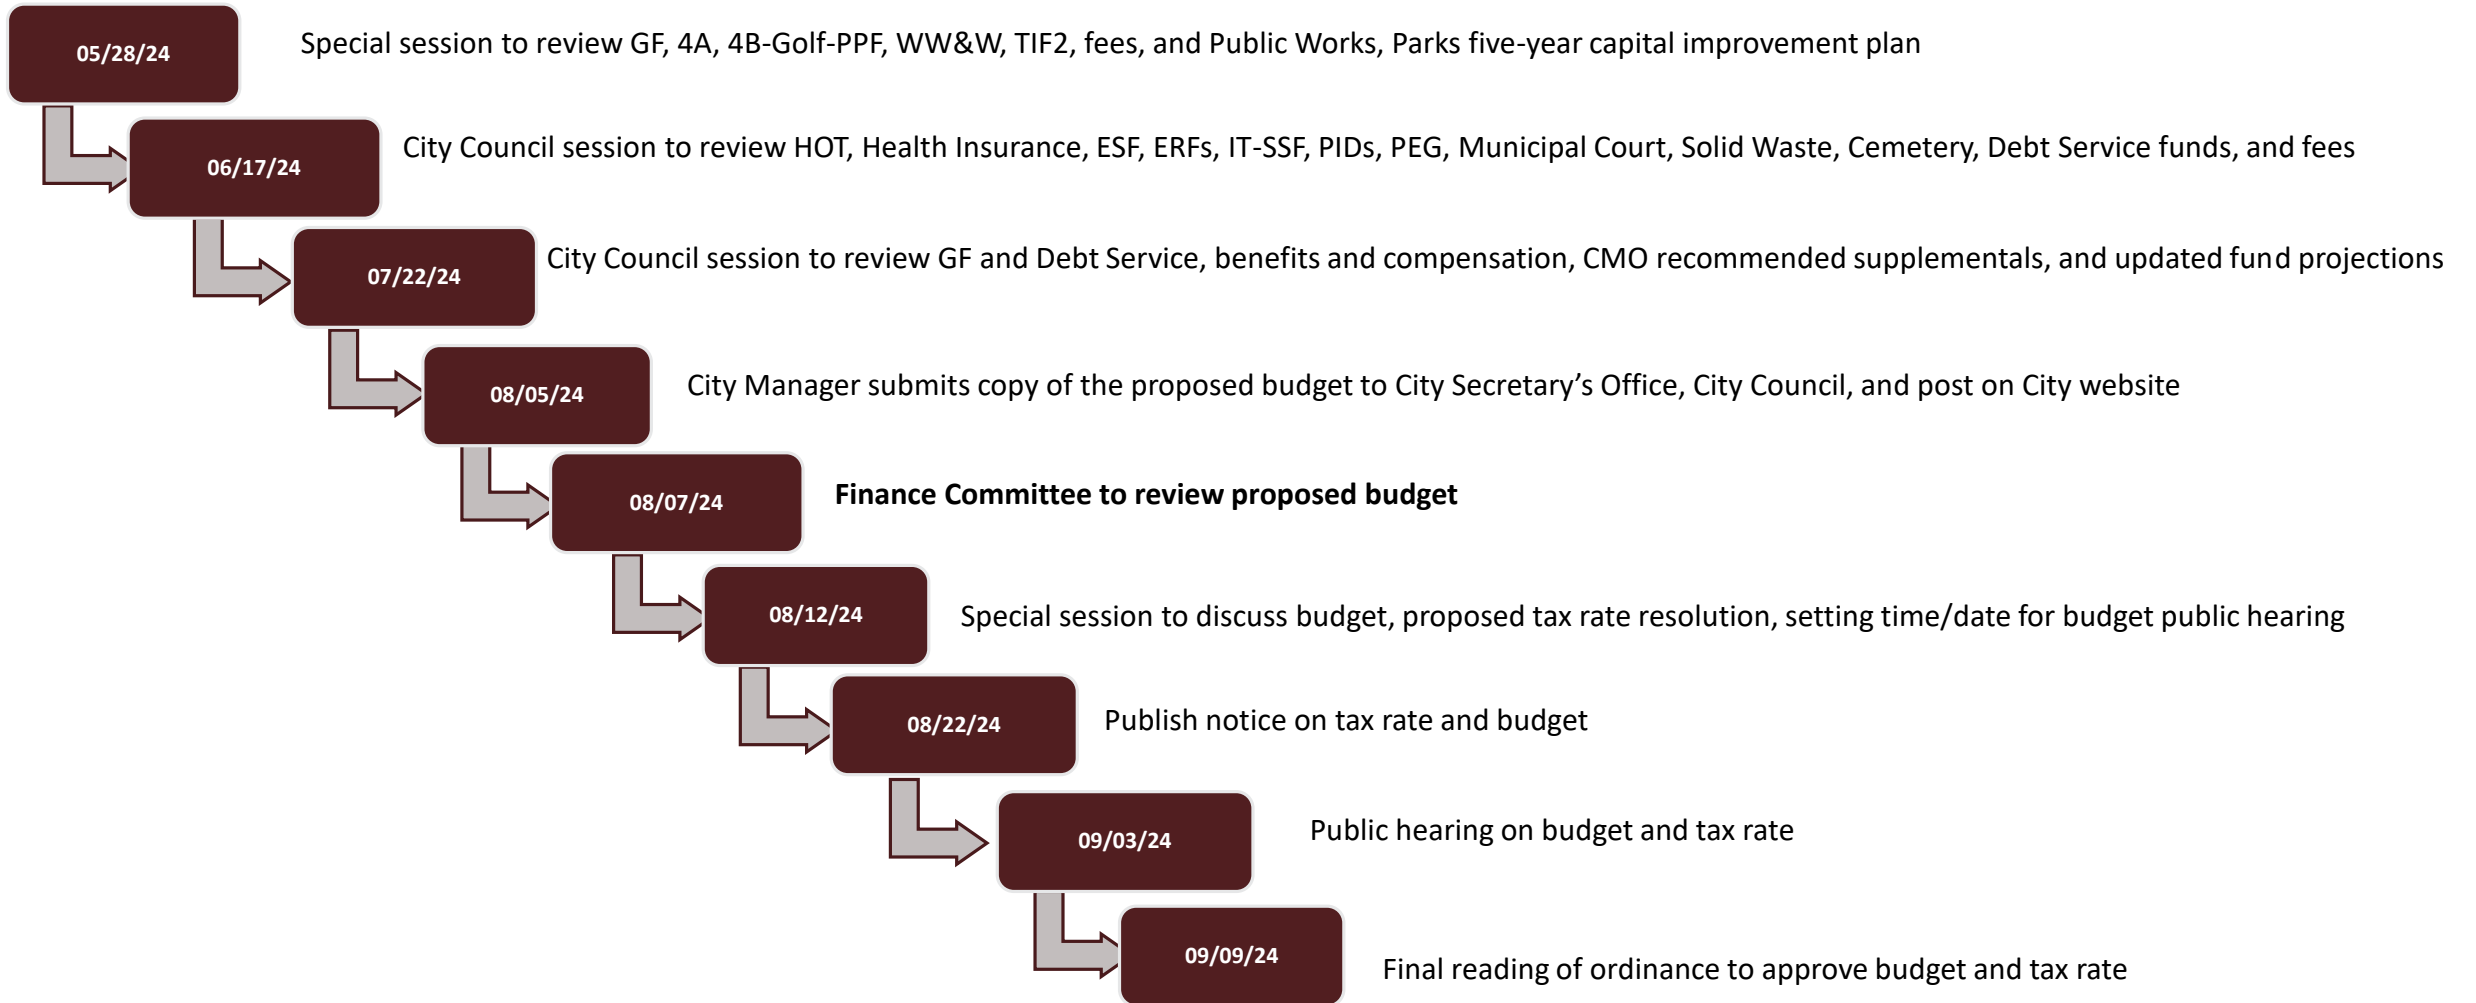 05/28/24
Special session to review GF, 4A, 4B-Golf-PPF, WW&W, TIF2, fees, and Public Works, Parks five-year capital improvement plan
06/17/24
City Council session to review HOT, Health Insurance, ESF, ERFs, IT-SSF, PIDs, PEG, Municipal Court, Solid Waste, Cemetery, Debt Service funds, and fees
07/22/24
City Council session to review GF and Debt Service, benefits and compensation, CMO recommended supplementals, and updated fund projections
08/05/24
City Manager submits copy of the proposed budget to City Secretary’s Office, City Council, and post on City website
08/07/24
Finance Committee to review proposed budget
08/12/24
Special session to discuss budget, proposed tax rate resolution, setting time/date for budget public hearing
08/22/24
Publish notice on tax rate and budget
09/03/24
Public hearing on budget and tax rate
09/09/24
Final reading of ordinance to approve budget and tax rate